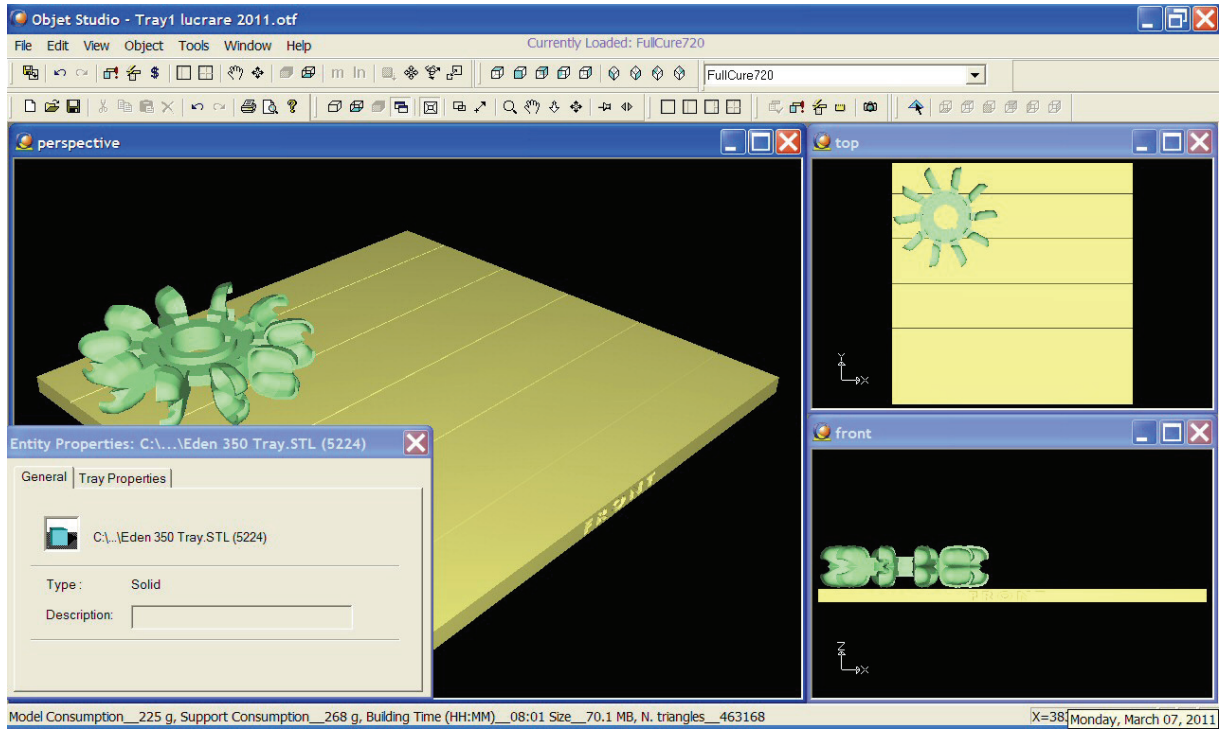 Objet Studio - Tray1 lucrare 2011.otf
File Edit View Object Tools Window Help
Currently Loaded: FullCure720
m ln
FullCure720
perspective
top
FRONT
Y
X
front
Z
X
Entity Properties: C:\...\Eden 350 Tray.STL (5224)
General Tray Properties
C:\...\Eden 350 Tray.STL (5224)
Type : Solid
Description:
Model Consumption__225 g, Support Consumption__268 g, Building Time (HH:MM)__08:01 Size__70.1 MB, N. triangles__463168
Monday, March 07, 2011